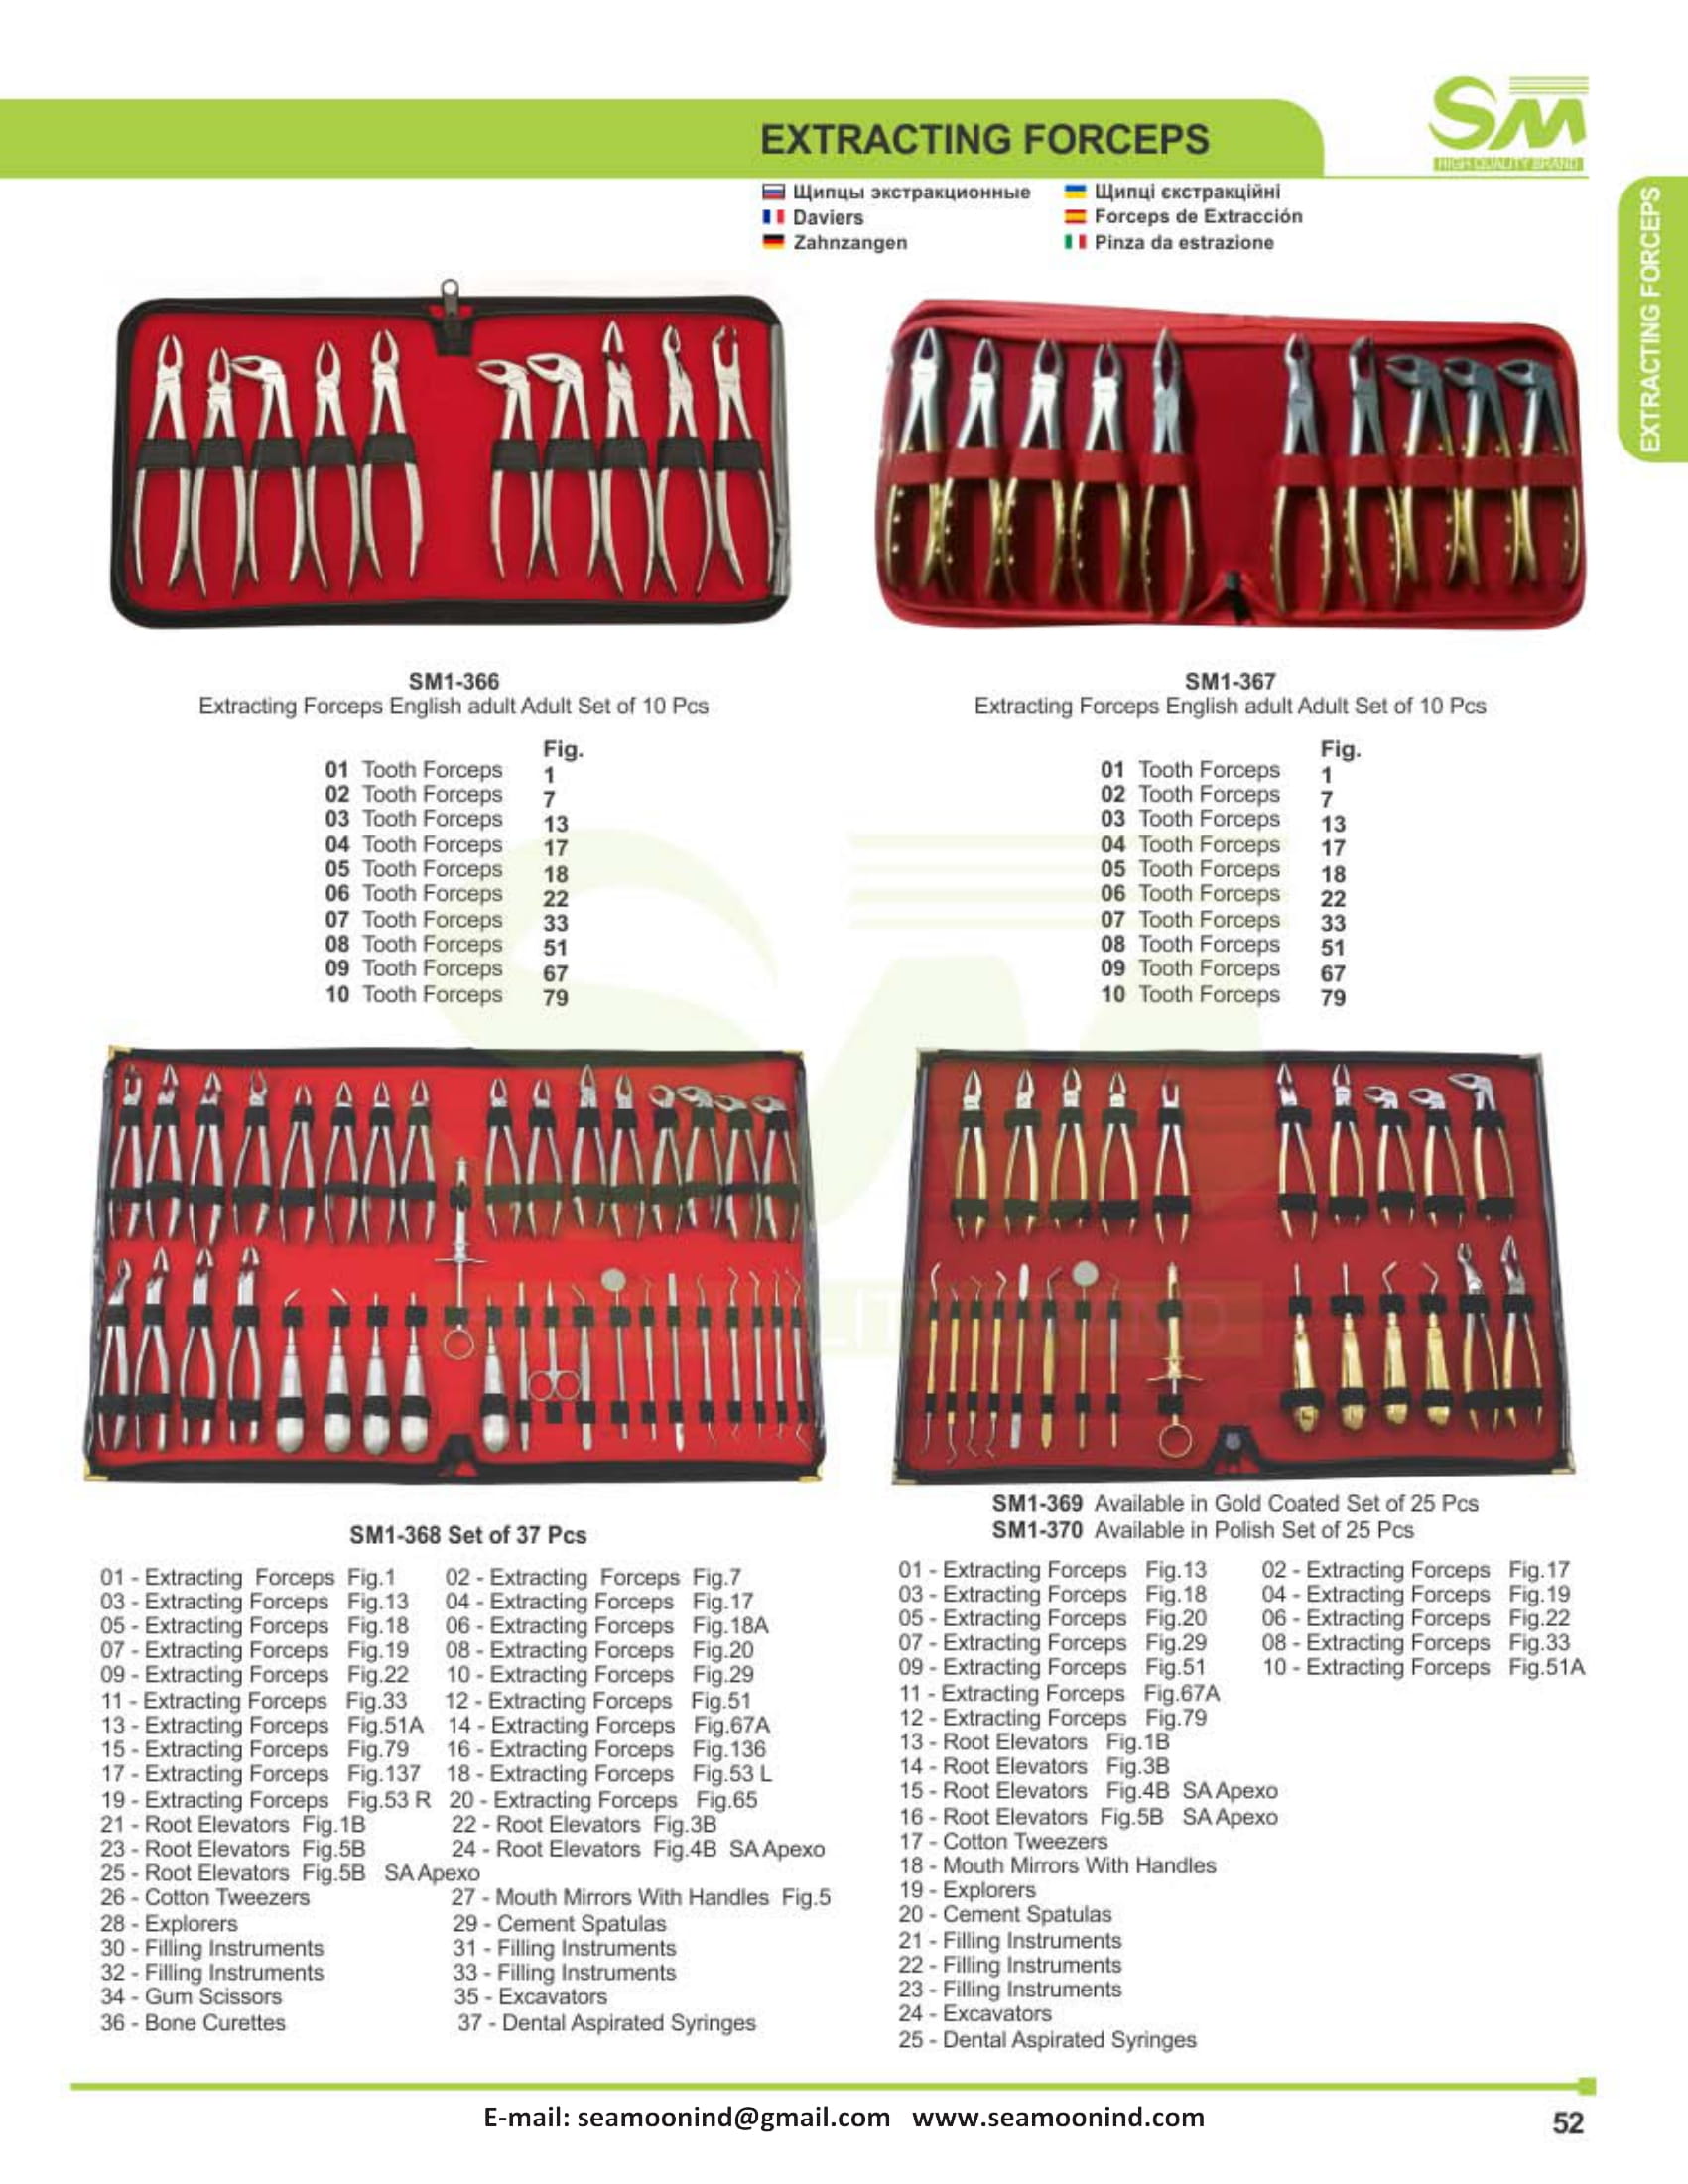 SM
HIGH QUALITY BRAND
EXTRACTING FORCEPS
EXTRACTING FORCEPS
Щипцы экстракционные
Щипці єкстракційні
Daviers
Forceps de Extracción
Zahnzangen
Pinza da estrazione
SM1-366
Extracting Forceps English adult Adult Set of 10 Pcs
Fig.
01 Tooth Forceps 1
02 Tooth Forceps 7
03 Tooth Forceps 13
04 Tooth Forceps 17
05 Tooth Forceps 18
06 Tooth Forceps 22
07 Tooth Forceps 33
08 Tooth Forceps 51
09 Tooth Forceps 67
10 Tooth Forceps 79
SM1-367
Extracting Forceps English adult Adult Set of 10 Pcs
Fig.
01 Tooth Forceps 1
02 Tooth Forceps 7
03 Tooth Forceps 13
04 Tooth Forceps 17
05 Tooth Forceps 18
06 Tooth Forceps 22
07 Tooth Forceps 33
08 Tooth Forceps 51
09 Tooth Forceps 67
10 Tooth Forceps 79
SM1-368 Set of 37 Pcs
01 - Extracting Forceps Fig.1 02 - Extracting Forceps Fig.7
03 - Extracting Forceps Fig.13 04 - Extracting Forceps Fig.17
05 - Extracting Forceps Fig.18 06 - Extracting Forceps Fig.18A
07 - Extracting Forceps Fig.19 08 - Extracting Forceps Fig.20
09 - Extracting Forceps Fig.22 10 - Extracting Forceps Fig.29
11 - Extracting Forceps Fig.33 12 - Extracting Forceps Fig.51
13 - Extracting Forceps Fig.51A 14 - Extracting Forceps Fig.67A
15 - Extracting Forceps Fig.79 16 - Extracting Forceps Fig.136
17 - Extracting Forceps Fig.137 18 - Extracting Forceps Fig.53 L
19 - Extracting Forceps Fig.53 R 20 - Extracting Forceps Fig.65
21 - Root Elevators Fig.1B 22 - Root Elevators Fig.3B
23 - Root Elevators Fig.5B 24 - Root Elevators Fig.4B SA Apexo
25 - Root Elevators Fig.5B SA Apexo
26 - Cotton Tweezers 27 - Mouth Mirrors With Handles Fig.5
28 - Explorers 29 - Cement Spatulas
30 - Filling Instruments 31 - Filling Instruments
32 - Filling Instruments 33 - Filling Instruments
34 - Gum Scissors 35 - Excavators
36 - Bone Curettes 37 - Dental Aspirated Syringes
SM1-369 Available in Gold Coated Set of 25 Pcs
SM1-370 Available in Polish Set of 25 Pcs
01 - Extracting Forceps Fig.13 02 - Extracting Forceps Fig.17
03 - Extracting Forceps Fig.18 04 - Extracting Forceps Fig.19
05 - Extracting Forceps Fig.20 06 - Extracting Forceps Fig.22
07 - Extracting Forceps Fig.29 08 - Extracting Forceps Fig.33
09 - Extracting Forceps Fig.51 10 - Extracting Forceps Fig.51A
11 - Extracting Forceps Fig.67A
12 - Extracting Forceps Fig.79
13 - Root Elevators Fig.1B
14 - Root Elevators Fig.3B
15 - Root Elevators Fig.4B SA Apexo
16 - Root Elevators Fig.5B SA Apexo
17 - Cotton Tweezers
18 - Mouth Mirrors With Handles
19 - Explorers
20 - Cement Spatulas
21 - Filling Instruments
22 - Filling Instruments
23 - Filling Instruments
24 - Excavators
25 - Dental Aspirated Syringes
E-mail: seamoonind@gmail.com www.seamoonind.com
52